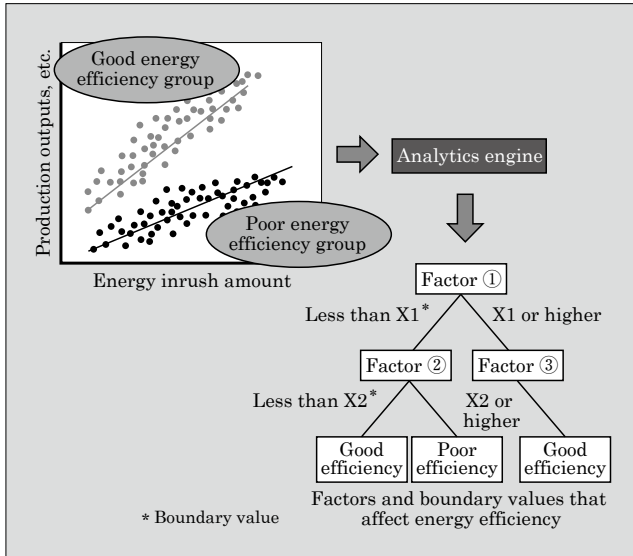 Production outputs, etc.
Good energy
efficiency group
Poor energy
efficiency group
Energy inrush amount
Analytics engine
Factor ①
Less than X1*
X1 or higher
Factor ②
Factor ③
Less than X2*
X2 or
higher
Good
efficiency
Poor
efficiency
Good
efficiency
Factors and boundary values that
affect energy efficiency
* Boundary value